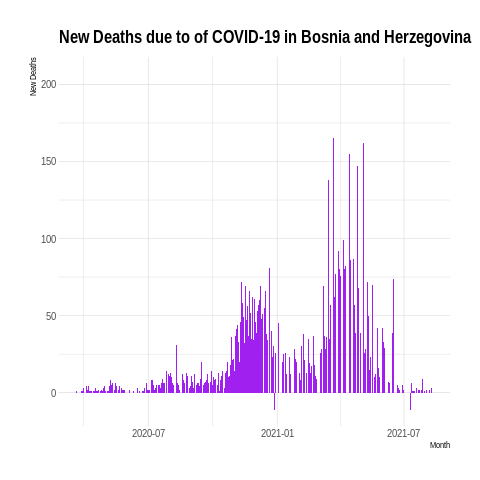 New Deaths due to of COVID-19 in Bosnia and Herzegovina
New Deaths
200
150
100
50
0
2020-07
2021-01
2021-07
Month